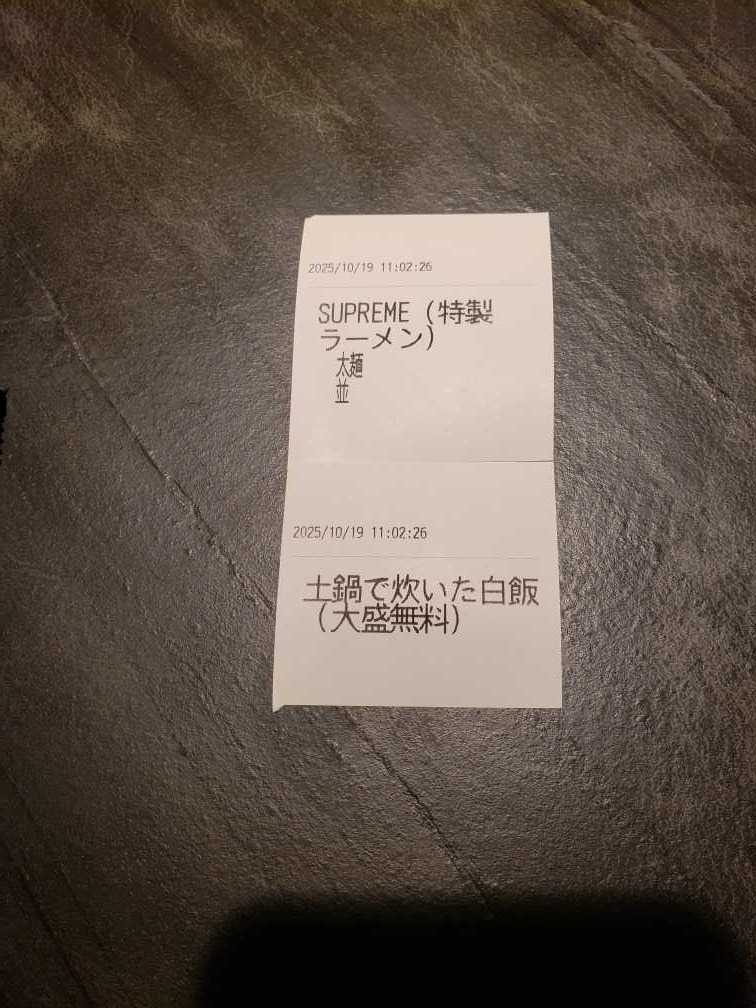 2025/10/19 11:02:26
SUPREME (特製
ラーメン)
太麺
並
2025/10/19 11:02:26
土鍋で炊いた白飯
(大盛無料)